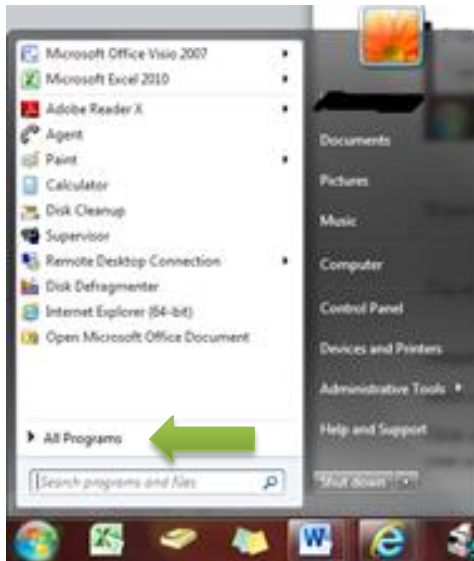 Microsoft Office Visio 2007
Microsoft Excel 2010
Adobe Reader X
Agent
Paint
Calculator
Disk Cleanup
Supervisor
Remote Desktop Connection
Disk Defragmenter
Internet Explorer (64-bit)
Open Microsoft Office Document
All Programs
Search programs and files
Documents
Pictures
Music
Computer
Control Panel
Devices and Printers
Administrative Tools
Help and Support
Shut down